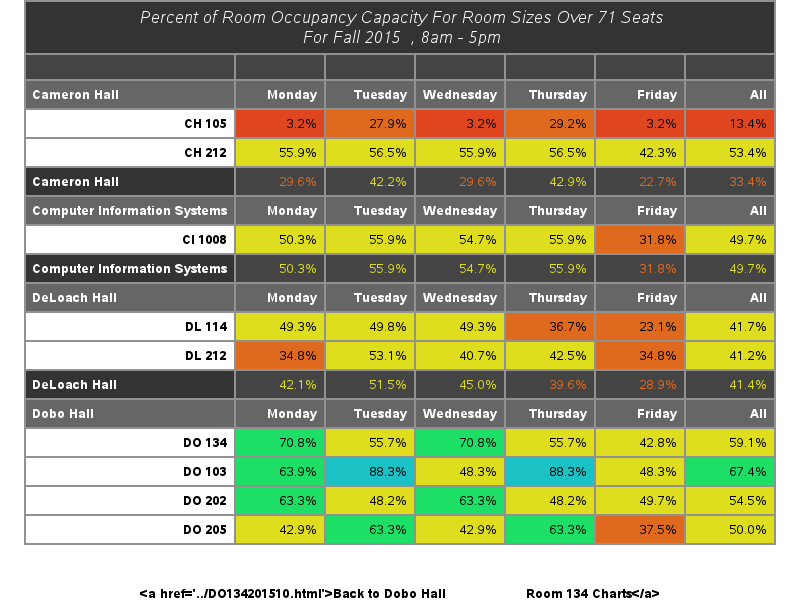 Percent of Room Occupancy Capacity For Room Sizes Over 71 Seats
For Fall 2015 , 8am - 5pm
Cameron Hall Monday Tuesday Wednesday Thursday Friday All
CH 105 3.2% 27.9% 3.2% 29.2% 3.2% 13.4%
CH 212 55.9% 56.5% 55.9% 56.5% 42.3% 53.4%
Cameron Hall 29.6% 42.2% 29.6% 42.9% 22.7% 33.4%
Computer Information Systems Monday Tuesday Wednesday Thursday Friday All
CI 1008 50.3% 55.9% 54.7% 55.9% 31.8% 49.7%
Computer Information Systems 50.3% 55.9% 54.7% 55.9% 31.8% 49.7%
DeLoach Hall Monday Tuesday Wednesday Thursday Friday All
DL 114 49.3% 49.8% 49.3% 36.7% 23.1% 41.7%
DL 212 34.8% 53.1% 40.7% 42.5% 34.8% 41.2%
DeLoach Hall 42.1% 51.5% 45.0% 39.6% 28.9% 41.4%
Dobo Hall Monday Tuesday Wednesday Thursday Friday All
DO 134 70.8% 55.7% 70.8% 55.7% 42.8% 59.1%
DO 103 63.9% 88.3% 48.3% 88.3% 48.3% 67.4%
DO 202 63.3% 48.2% 63.3% 48.2% 49.7% 54.5%
DO 205 42.9% 63.3% 42.9% 63.3% 37.5% 50.0%
<a href='../DO134201510.html'>Back to Dobo Hall Room 134 Charts</a>